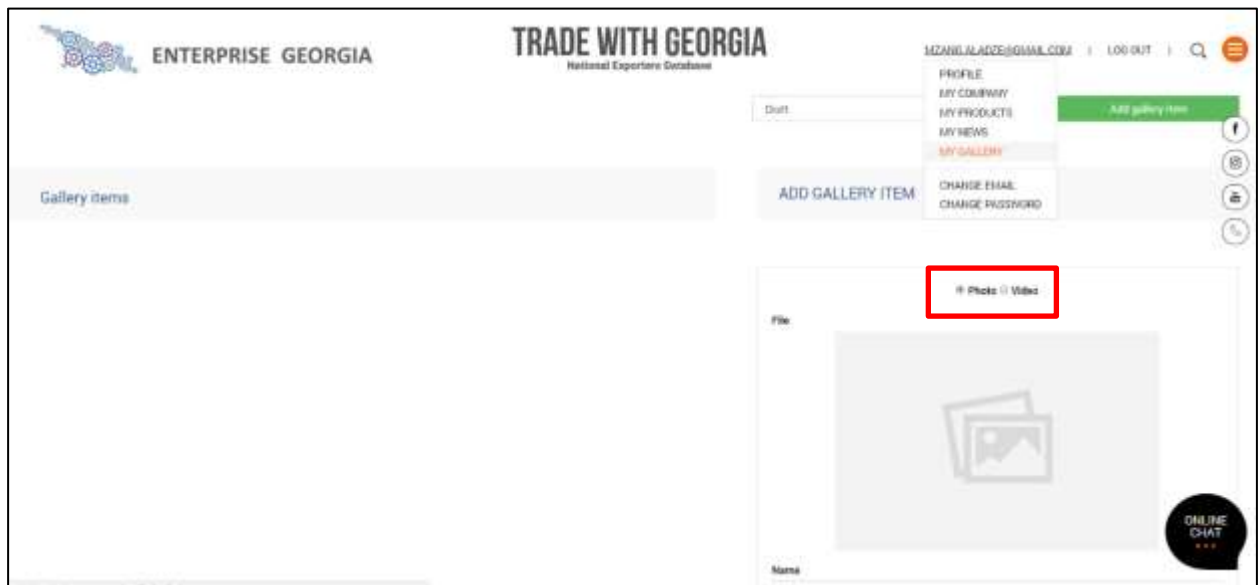 ENTERPRISE GEORGIA
TRADE WITH GEORGIA
National Exporters Database
LOG OUT
PROFILE
MY COMPANY
MY PRODUCTS
MY NEWS
MY GALLERY
CHANGE EMAIL
CHANGE PASSWORD
Draft
Add gallery item
Gallery items
ADD GALLERY ITEM
Photo Video
File
Name
ONLINE
CHAT